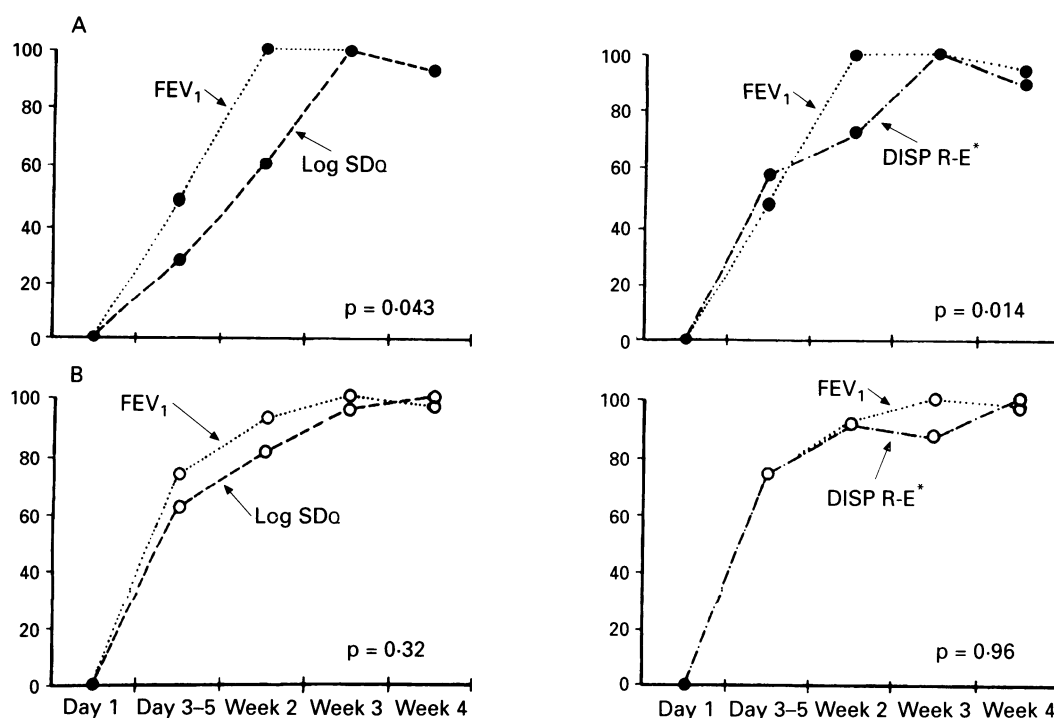 A
100
80
60
40
20
0
FEV1
Log SDQ
p = 0·043
100
80
60
40
20
0
FEV1
DISP R-E*
p = 0·014
B
100
80
60
40
20
0
FEV1
Log SDQ
p = 0·32
Day 1 Day 3–5 Week 2 Week 3 Week 4
100
80
60
40
20
0
FEV1
DISP R-E*
p = 0·96
Day 1 Day 3–5 Week 2 Week 3 Week 4